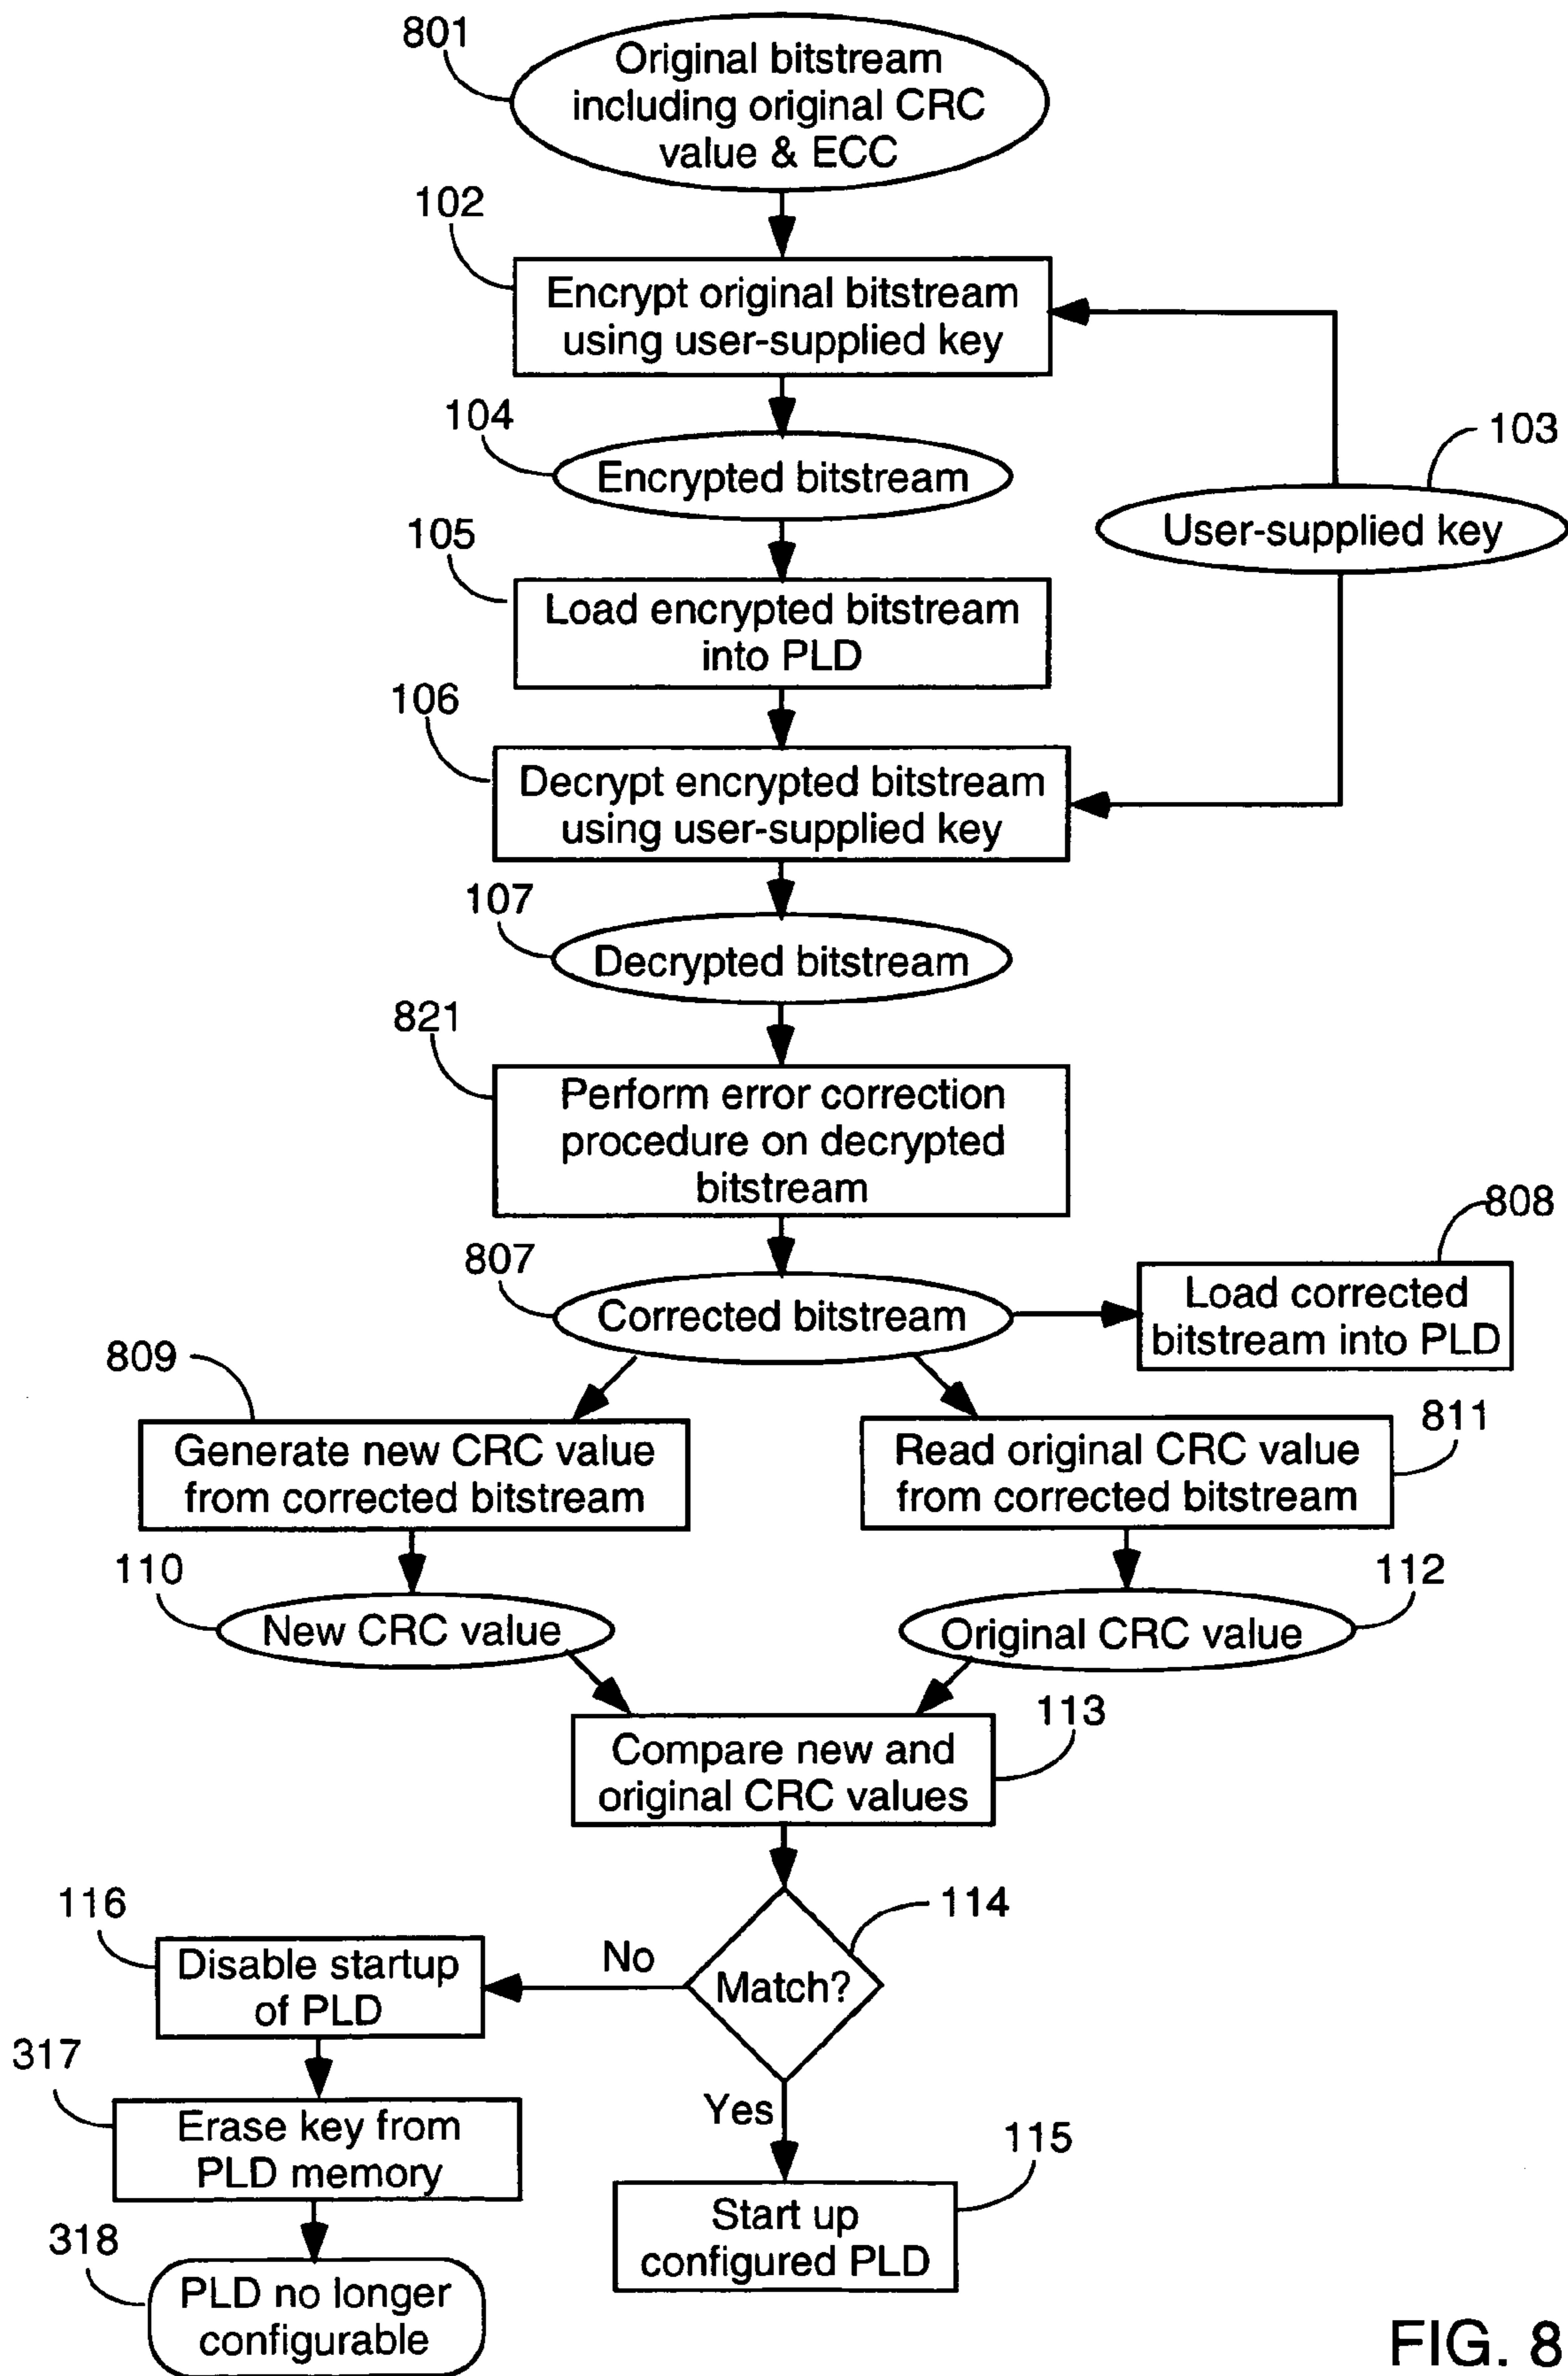 801
Original bitstream
including original CRC
value & ECC
102
Encrypt original bitstream
using user-supplied key
104
Encrypted bitstream
103
User-supplied key
105
Load encrypted bitstream
into PLD
106
Decrypt encrypted bitstream
using user-supplied key
107
Decrypted bitstream
821
Perform error correction
procedure on decrypted
bitstream
807
Corrected bitstream
808
Load corrected
bitstream into PLD
809
Generate new CRC value
from corrected bitstream
811
Read original CRC value
from corrected bitstream
110
New CRC value
112
Original CRC value
113
Compare new and
original CRC values
114
Match?
No
116
Disable startup
of PLD
317
Erase key from
PLD memory
Yes
115
Start up
configured PLD
318
PLD no longer
configurable
FIG. 8